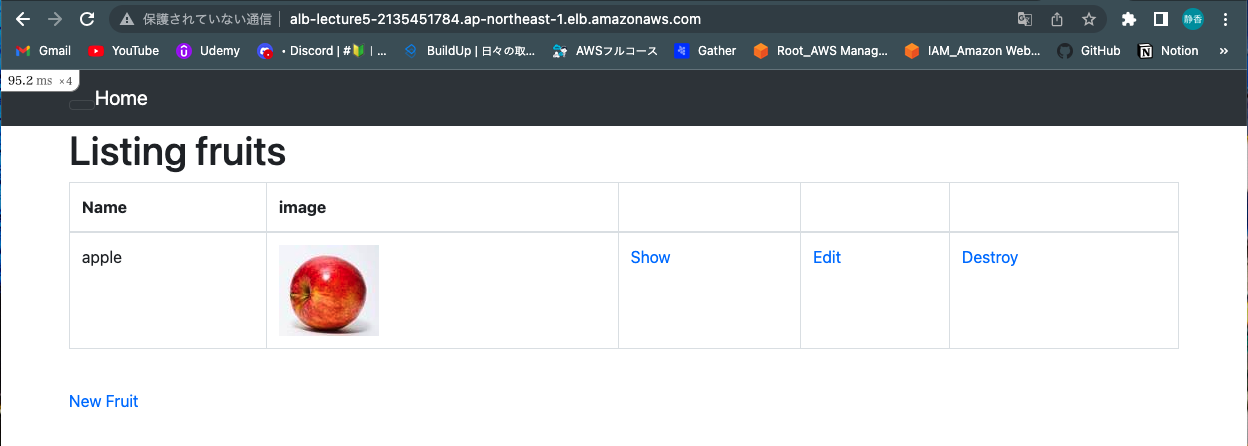 保護されていない通信 | alb-lecture5-2135451784.ap-northeast-1.elb.amazonaws.com 静香
Gmail YouTube Udemy • Discord | #🔰 | ... BuildUp | 日々の取... AWSフルコース Gather Root_AWS Manag... IAM_Amazon Web... GitHub Notion »
95.2 ms ×4
Home
Listing fruits
Name image
apple Show Edit Destroy
New Fruit